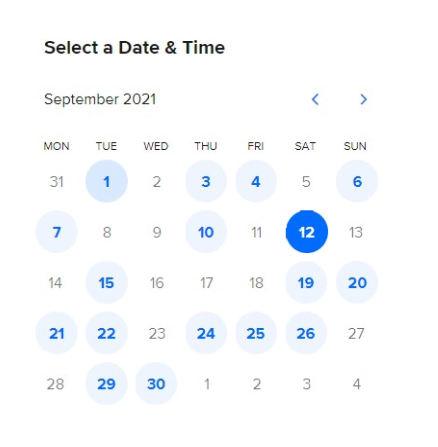 Select a Date & Time
September 2021 < >
MON TUE WED THU FRI SAT SUN
31 1 2 3 4 5 6
7 8 9 10 11 12 13
14 15 16 17 18 19 20
21 22 23 24 25 26 27
28 29 30 1 2 3 4